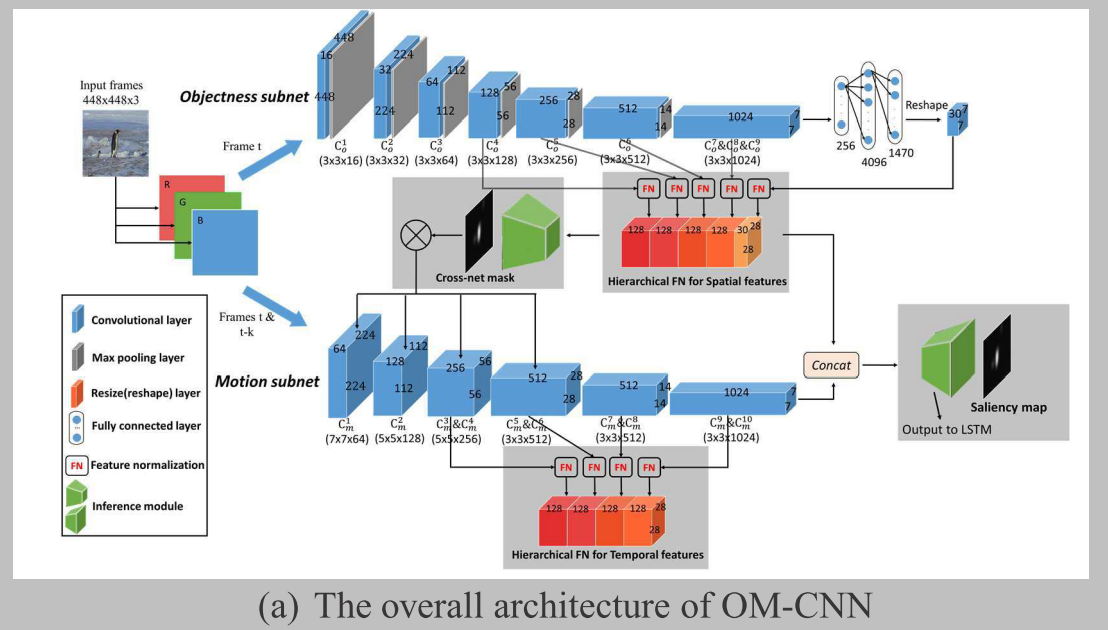 Input frames
448x448x3
Objectness subnet
Frame t
R
G
B
Frames t &
t-k
Motion subnet
448
16
448
C_o^1
(3x3x16)
224
32
224
C_o^2
(3x3x32)
112
64
112
C_o^3
(3x3x64)
56
128
56
C_o^4
(3x3x128)
28
256
28
C_o^5
(3x3x256)
14
512
14
C_o^6
(3x3x512)
7
1024
7
C_o^7&C_o^8&C_o^9
(3x3x1024)
256
4096
1470
Reshape
30
7
7
FN FN FN FN FN
128 128 128 128 30 28
28
Hierarchical FN for Spatial features
Cross-net mask
224
64
224
C_m^1
(7x7x64)
112
128
112
C_m^2
(5x5x128)
56
256
56
C_m^3&C_m^4
(5x5x256)
28
512
28
C_m^5&C_m^6
(3x3x512)
14
512
14
C_m^7&C_m^8
(3x3x512)
7
1024
7
C_m^9&C_m^10
(3x3x1024)
FN FN FN FN
128 128 128 128 28
28
Hierarchical FN for Temporal features
Concat
Saliency map
Output to LSTM
Convolutional layer
Max pooling layer
Resize(reshape) layer
...
Fully connected layer
FN Feature normalization
Inference module
(a) The overall architecture of OM-CNN